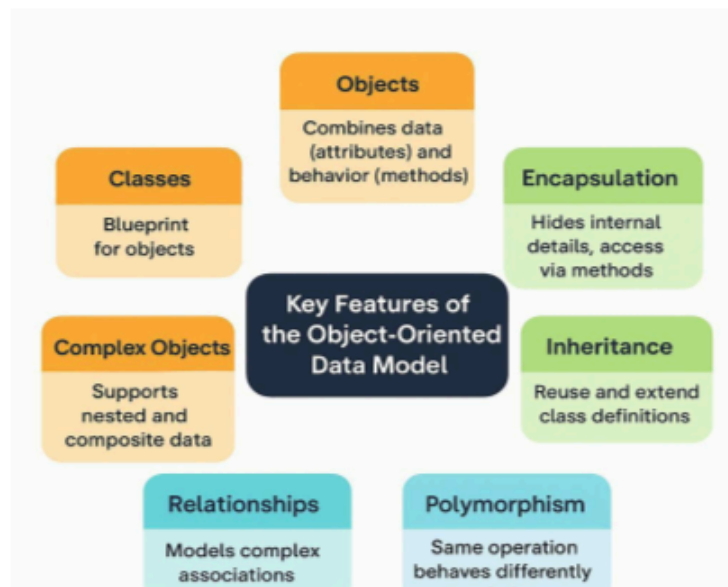 Objects
Combines data
(attributes) and
behavior (methods)
Classes
Blueprint
for objects
Encapsulation
Hides internal
details, access
via methods
Key Features of
the Object-Oriented
Data Model
Complex Objects
Supports
nested and
composite data
Inheritance
Reuse and extend
class definitions
Relationships
Models complex
associations
Polymorphism
Same operation
behaves differently